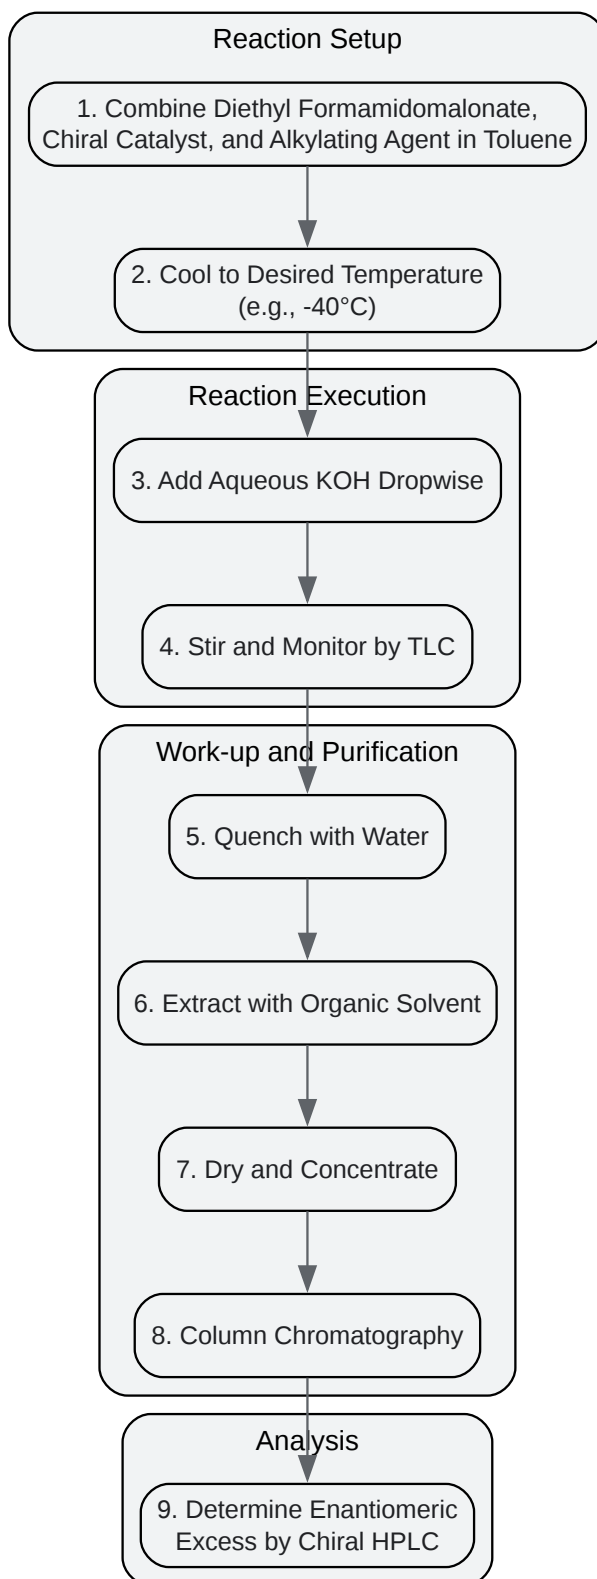 Reaction Setup
1. Combine Diethyl Formamidomalonate,
Chiral Catalyst, and Alkylating Agent in Toluene
2. Cool to Desired Temperature
(e.g., -40°C)
Reaction Execution
3. Add Aqueous KOH Dropwise
4. Stir and Monitor by TLC
Work-up and Purification
5. Quench with Water
6. Extract with Organic Solvent
7. Dry and Concentrate
8. Column Chromatography
Analysis
9. Determine Enantiomeric
Excess by Chiral HPLC